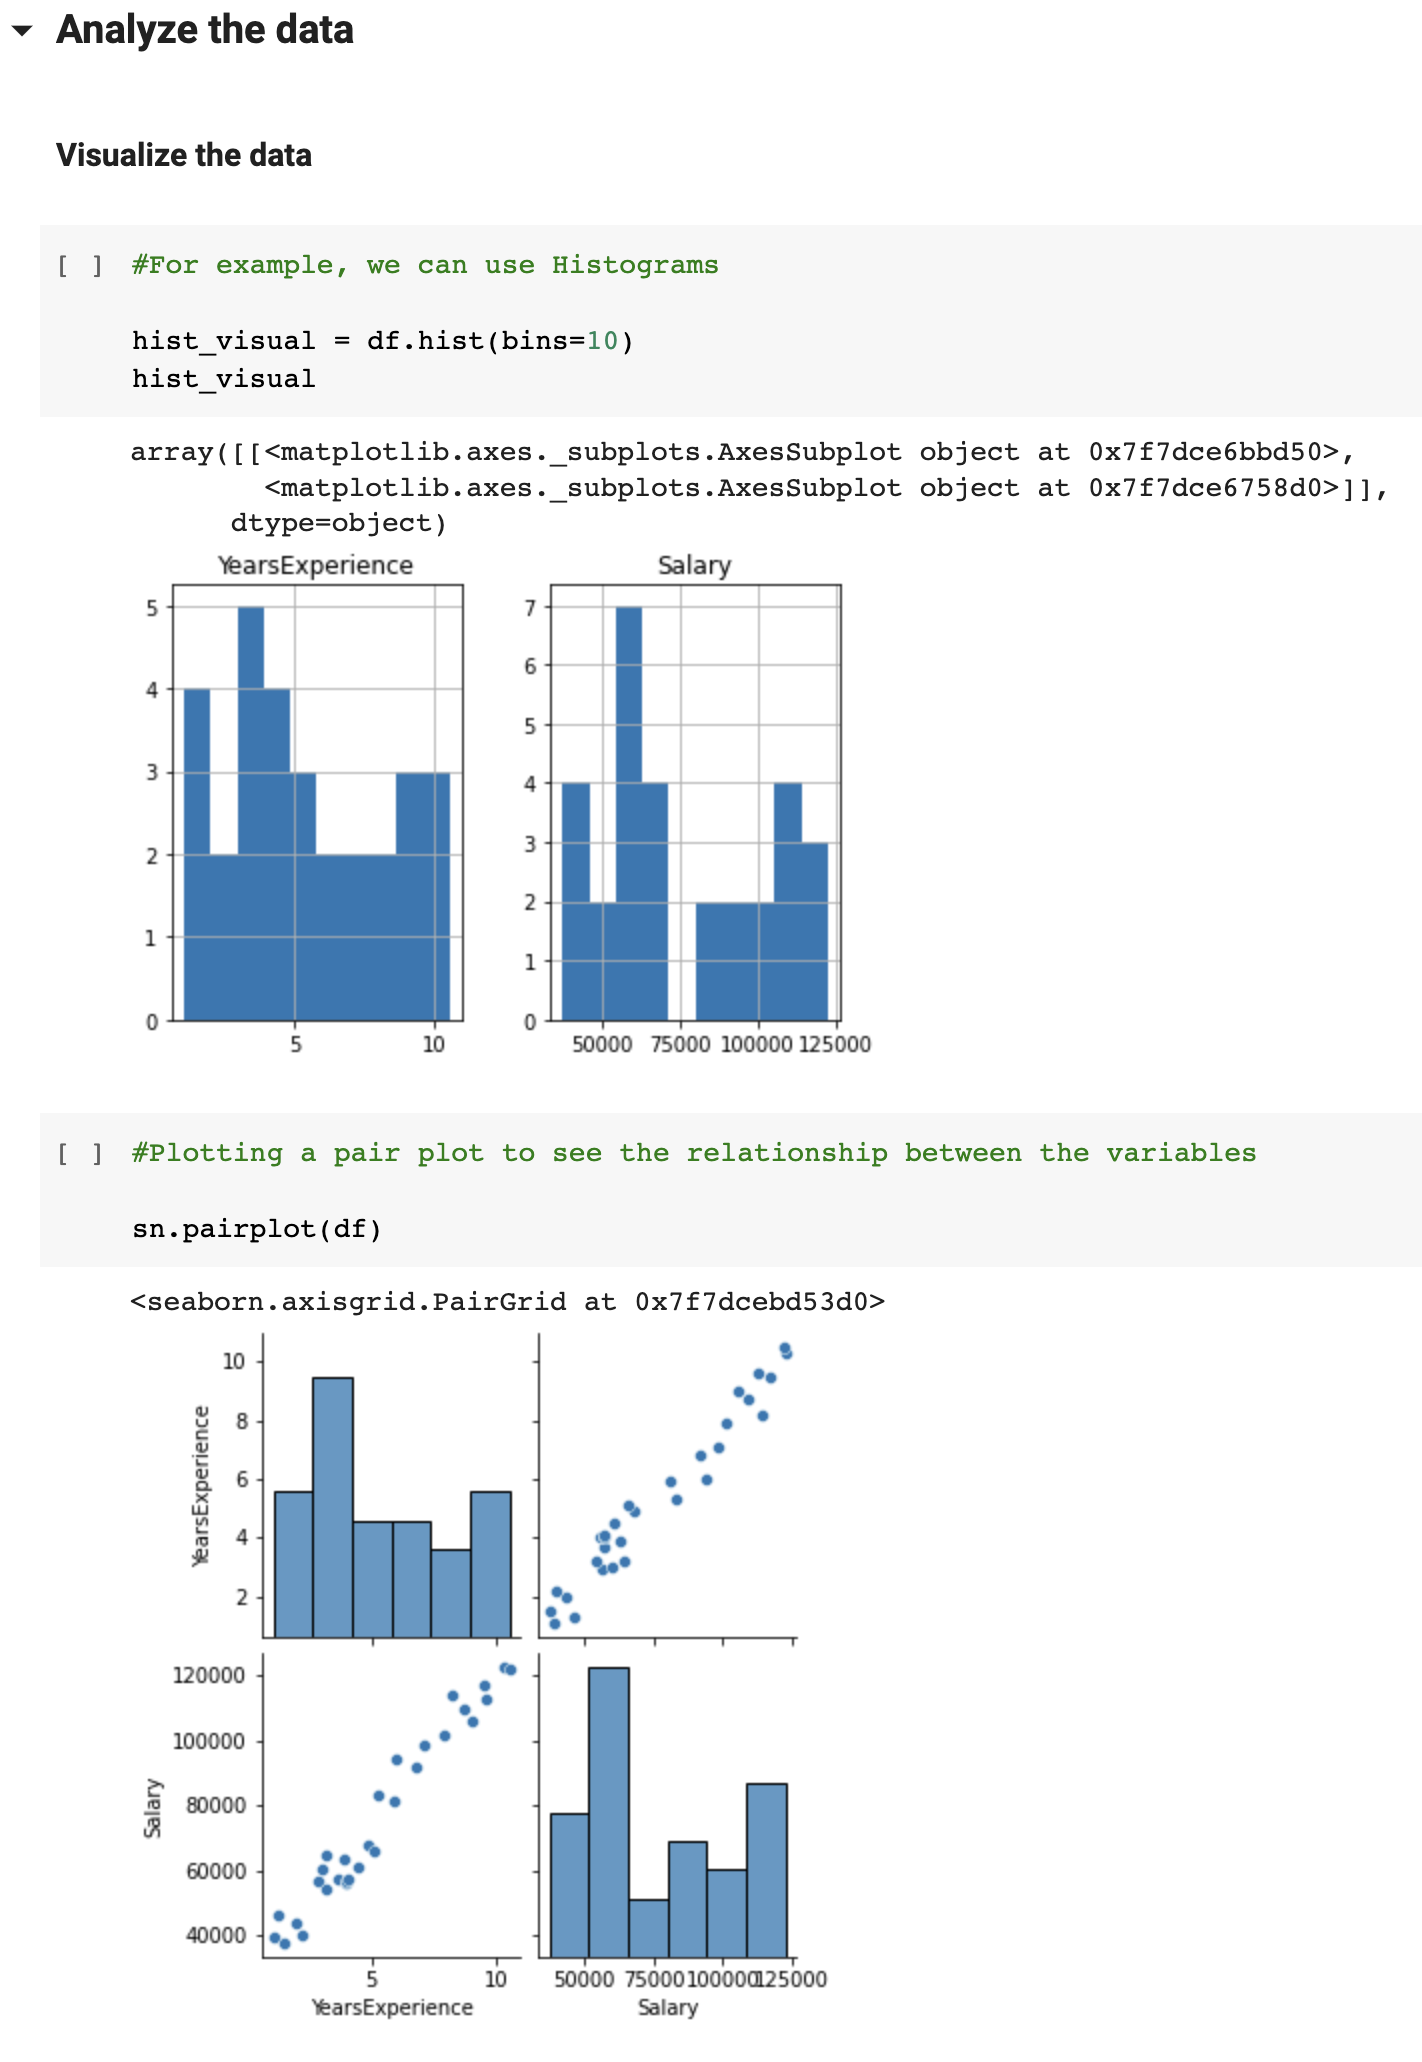 Analyze the data
Visualize the data
[ ] #For example, we can use Histograms
hist_visual = df.hist(bins=10)
hist_visual
array([[<matplotlib.axes._subplots.AxesSubplot object at 0x7f7dce6bbd50>,
<matplotlib.axes._subplots.AxesSubplot object at 0x7f7dce6758d0>]],
dtype=object)
YearsExperience
5
4
3
2
1
0
5 10
Salary
7
6
5
4
3
2
1
0
50000 75000 100000 125000
[ ] #Plotting a pair plot to see the relationship between the variables
sn.pairplot(df)
<seaborn.axisgrid.PairGrid at 0x7f7dcebd53d0>
YearsExperience
10
8
6
4
2
Salary
120000
100000
80000
60000
40000
5 10
YearsExperience
50000 75000 100000 125000
Salary